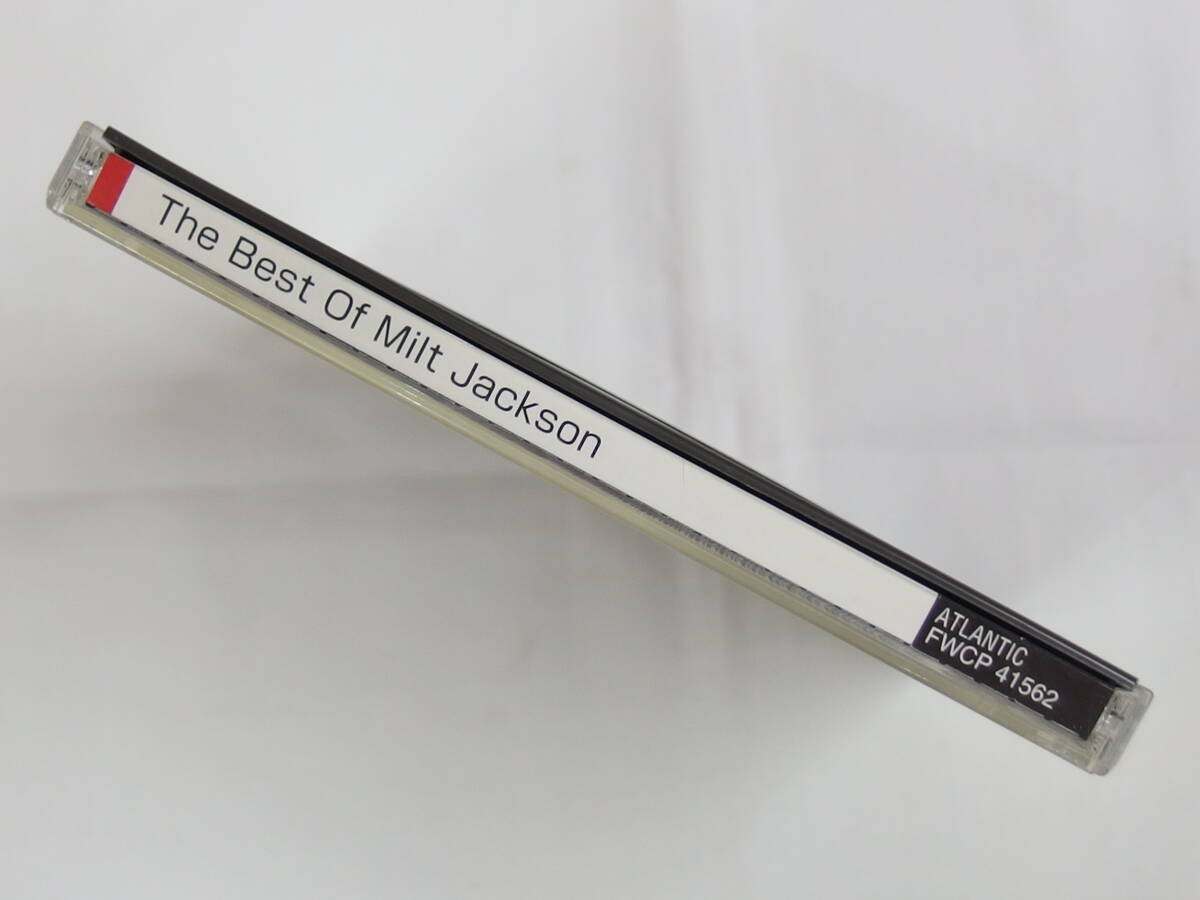 The Best Of Milt Jackson
ATLANTIC
FWCP 41562